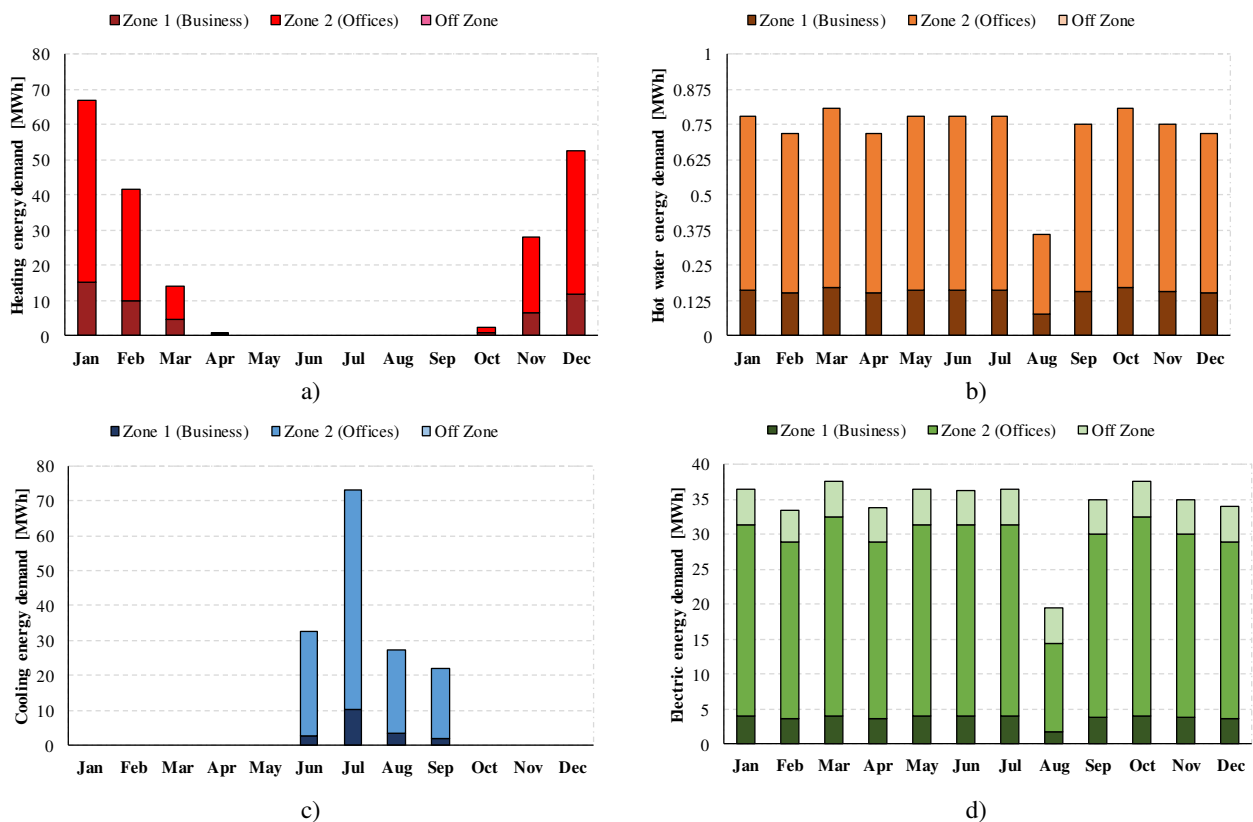 Zone 1 (Business) Zone 2 (Offices) Off Zone
Heating energy demand [MWh]
80
70
60
50
40
30
20
10
0
Jan Feb Mar Apr May Jun Jul Aug Sep Oct Nov Dec
a)
Zone 1 (Business) Zone 2 (Offices) Off Zone
Hot water energy demand [MWh]
1
0.875
0.75
0.625
0.5
0.375
0.25
0.125
0
Jan Feb Mar Apr May Jun Jul Aug Sep Oct Nov Dec
b)
Zone 1 (Business) Zone 2 (Offices) Off Zone
Cooling energy demand [MWh]
80
70
60
50
40
30
20
10
0
Jan Feb Mar Apr May Jun Jul Aug Sep Oct Nov Dec
c)
Zone 1 (Business) Zone 2 (Offices) Off Zone
Electric energy demand [MWh]
40
35
30
25
20
15
10
5
0
Jan Feb Mar Apr May Jun Jul Aug Sep Oct Nov Dec
d)